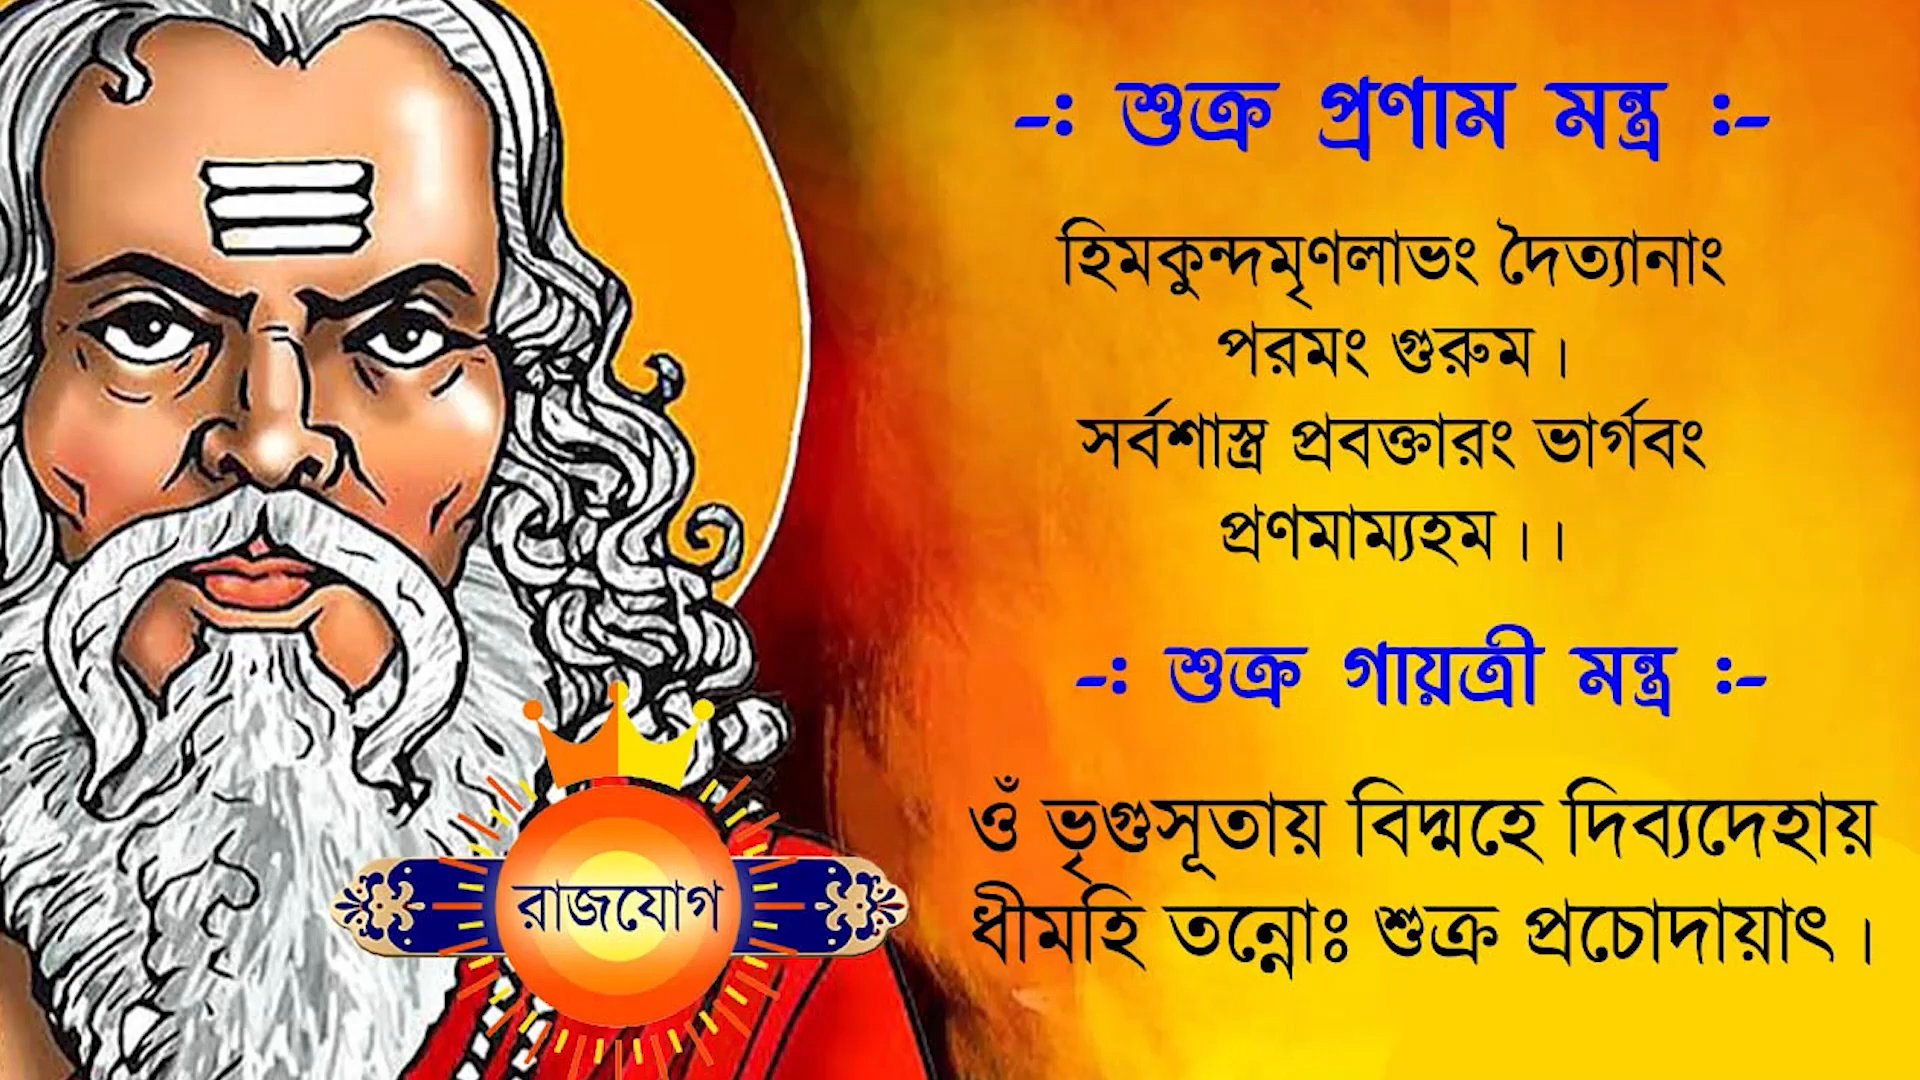 -: শুক্র প্রণাম মন্ত্র :-
হিমকুন্দমৃণলাভং দৈত্যানাং
পরমং গুরুম।
সর্বশাস্ত্র প্রবক্তারং ভার্গবং
প্রণমাম্যহম।।
-: শুক্র গায়ত্রী মন্ত্র :-
ওঁ ভৃগুসূতায় বিদ্মহে দিব্যদেহায়
ধীমহি তন্নোঃ শুক্র প্রচোদায়াৎ।
রাজযোগ